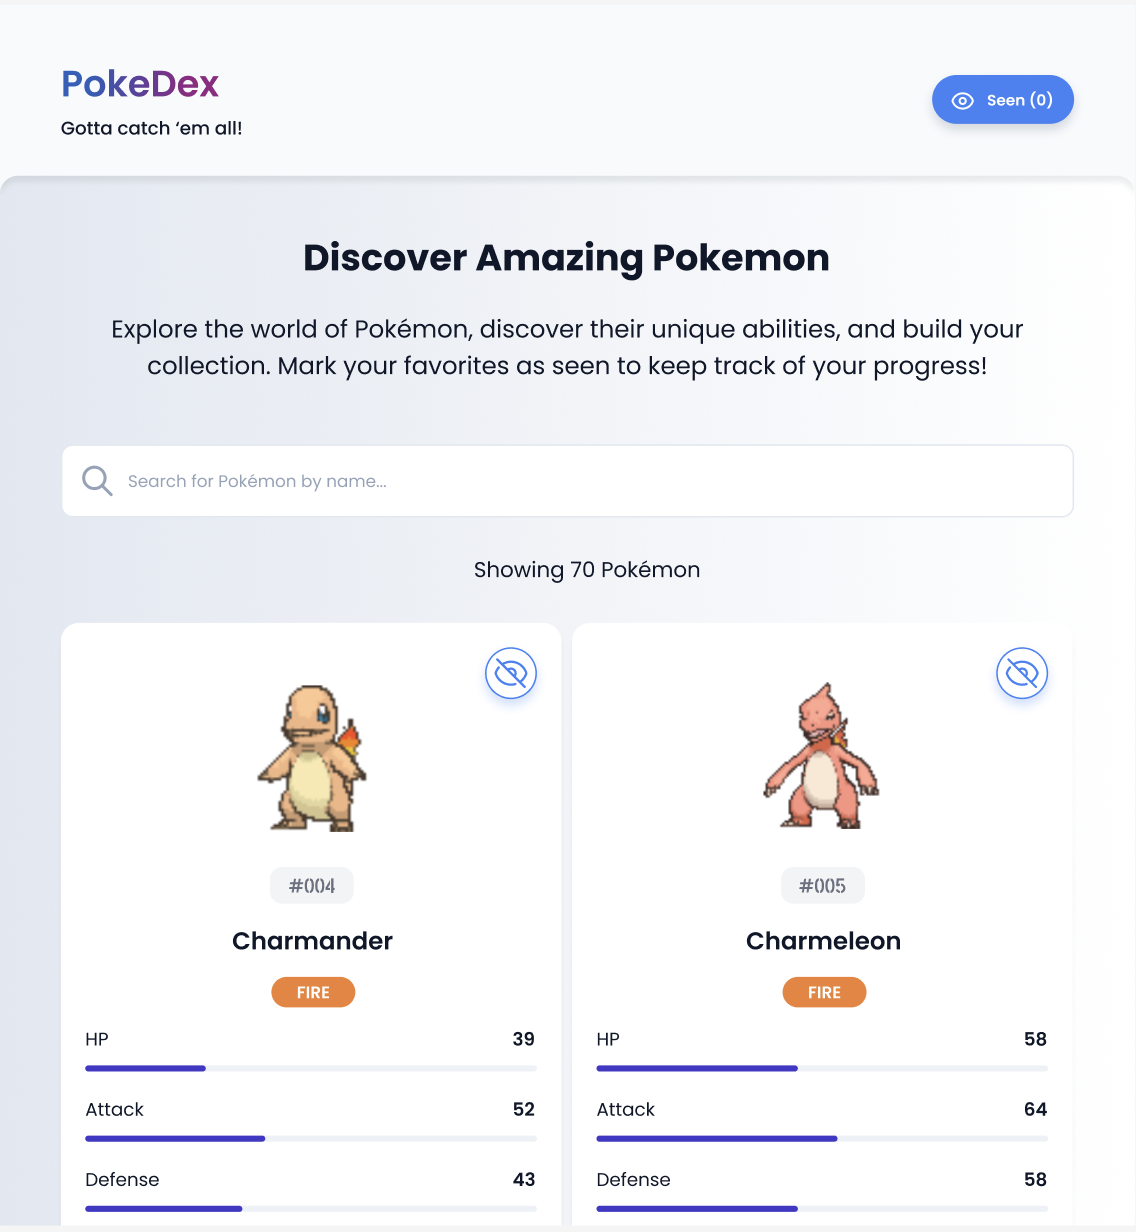 PokeDex
Gotta catch ‘em all!
Seen (0)
Discover Amazing Pokemon
Explore the world of Pokémon, discover their unique abilities, and build your
collection. Mark your favorites as seen to keep track of your progress!
Search for Pokémon by name...
Showing 70 Pokémon
#004
Charmander
FIRE
HP 39
Attack 52
Defense 43
#005
Charmeleon
FIRE
HP 58
Attack 64
Defense 58